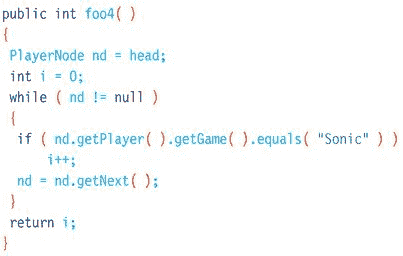 public int foo4( )
{
PlayerNode nd = head;
int i = 0;
while ( nd != null )
{
if ( nd.getPlayer( ).getGame( ).equals( "Sonic" ) )
i++;
nd = nd.getNext( );
}
return i;
}